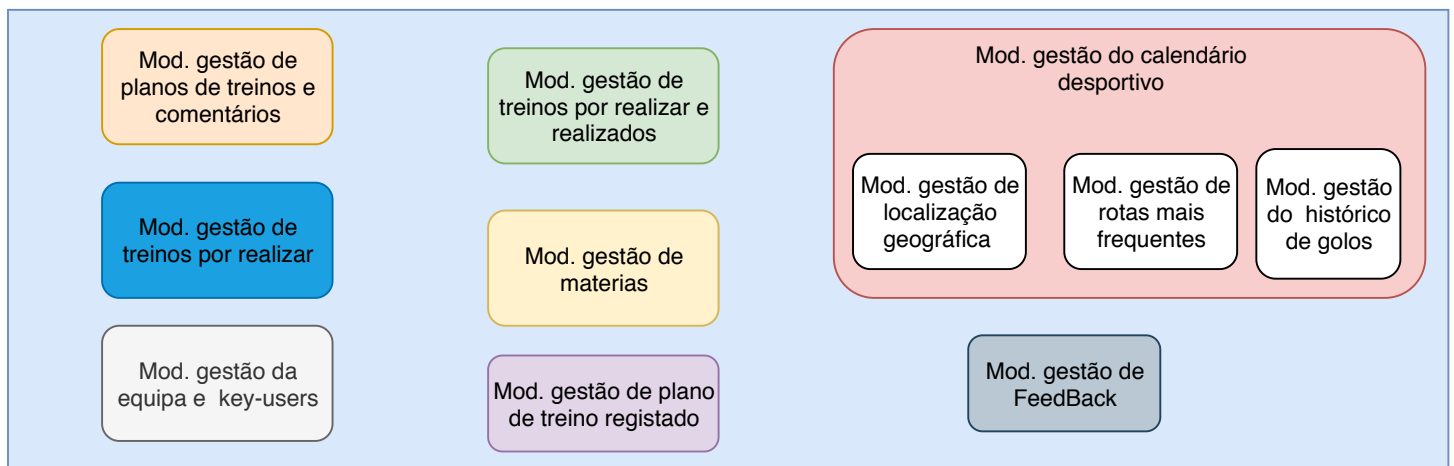 Mod. gestão de
planos de treinos e
comentários
Mod. gestão de
treinos por realizar
Mod. gestão da
equipa e key-users
Mod. gestão de
treinos por realizar e
realizados
Mod. gestão de
materias
Mod. gestão de plano
de treino registado
Mod. gestão do calendário
desportivo
Mod. gestão de
localização
geográfica
Mod. gestão de
rotas mais
frequentes
Mod. gestão
do histórico
de golos
Mod. gestão de
FeedBack